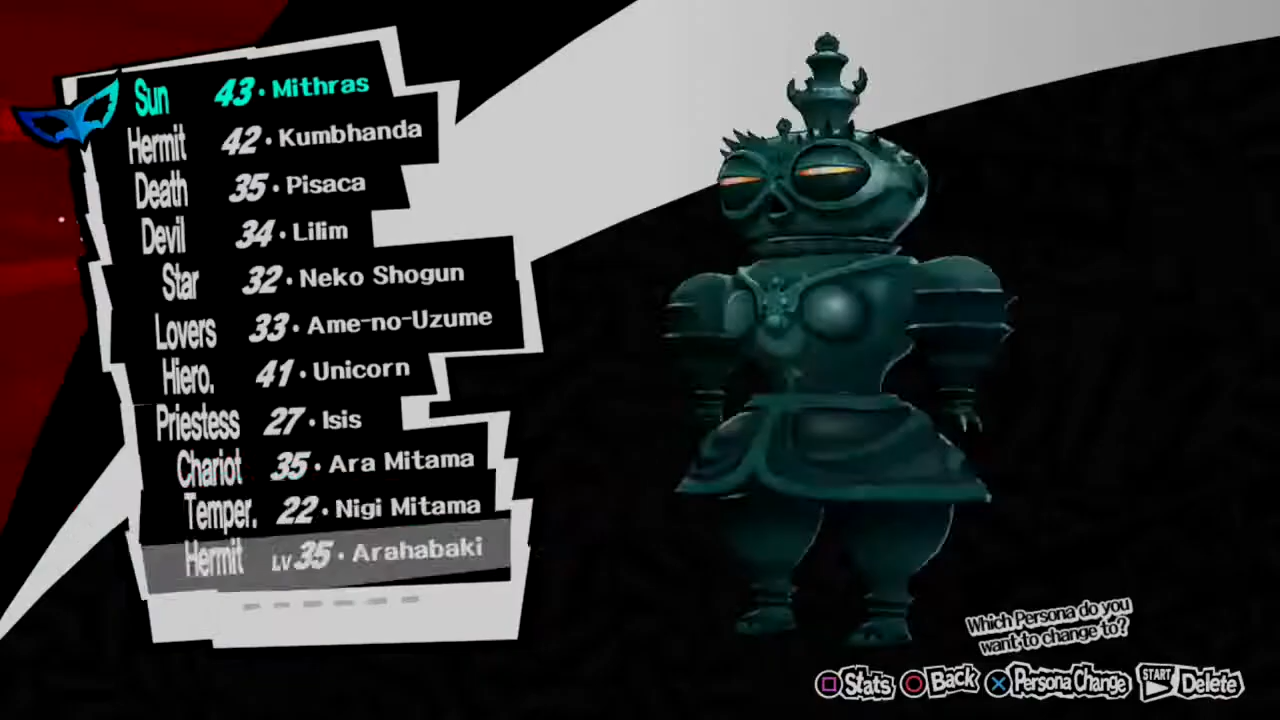 Sun 43・Mithras
Hermit 42・Kumbhanda
Death 35・Pisaca
Devil 34・Lilim
Star 32・Neko Shogun
Lovers 33・Ame-no-Uzume
Hiero. 41・Unicorn
Priestess 27・Isis
Chariot 35・Ara Mitama
Temper. 22・Nigi Mitama
Hermit LV 35・Arahabaki
Which Persona do you
want to change to?
Stats Back Persona Change START Delete